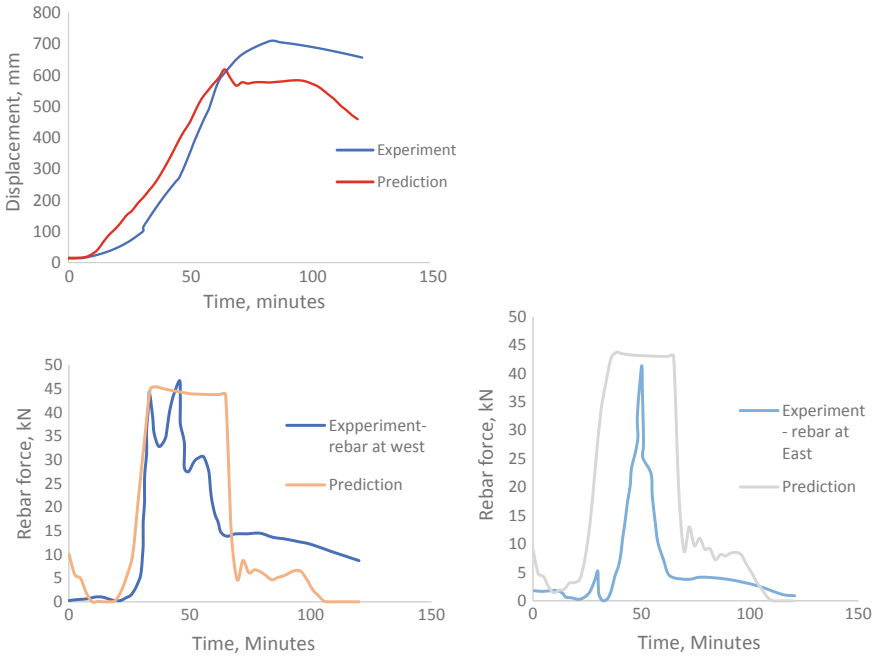 800
700
600
500
400
300
200
100
0
Displacement, mm
0 50 100 150
Time, minutes
Experiment
Prediction
50
45
40
35
30
25
20
15
10
5
0
Rebar force, kN
0 50 100 150
Time, Minutes
Expperiment-
rebar at west
Prediction
50
45
40
35
30
25
20
15
10
5
0
Rebar force, kN
0 50 100 150
Time, Minutes
Experiment
- rebar at
East
Prediction